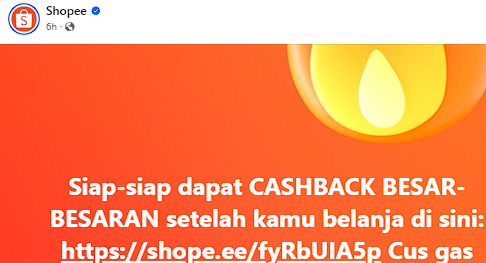 Shopee
6h
Siap-siap dapat CASHBACK BESAR-
BESARAN setelah kamu belanja di sini:
https://shope.ee/fyRbUIA5p Cus gas